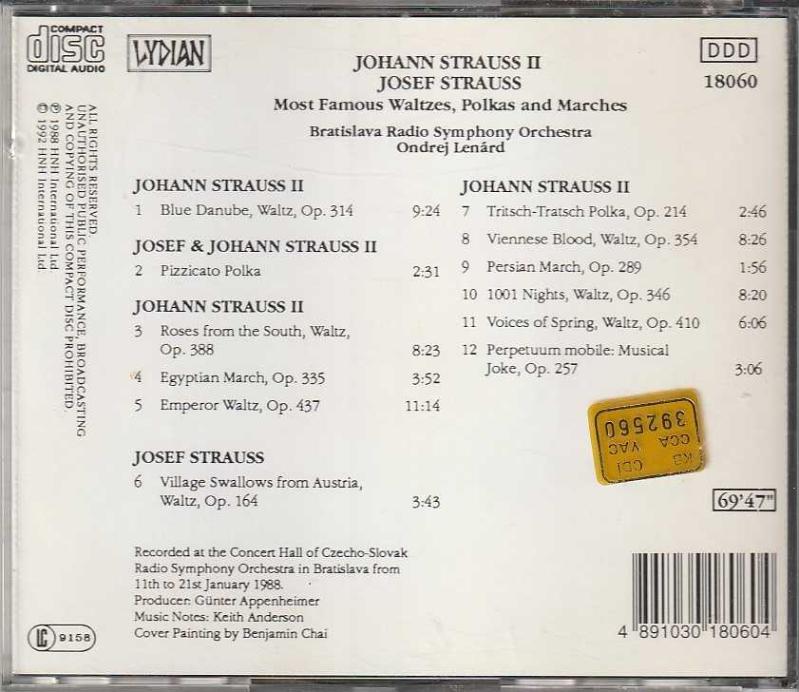 COMPACT
disc
DIGITAL AUDIO
LYDIAN
JOHANN STRAUSS II
JOSEF STRAUSS
Most Famous Waltzes, Polkas and Marches
Bratislava Radio Symphony Orchestra
Ondrej Lenárd
DDD
18060
ALL RIGHTS RESERVED.
UNAUTHORISED PUBLIC PERFORMANCE, BROADCASTING
AND COPYING OF THIS COMPACT DISC PROHIBITED.
℗ 1988 HNH International Ltd.
© 1992 HNH International Ltd.
JOHANN STRAUSS II
1 Blue Danube, Waltz, Op. 314 9:24
JOSEF & JOHANN STRAUSS II
2 Pizzicato Polka 2:31
JOHANN STRAUSS II
3 Roses from the South, Waltz,
Op. 388 8:23
4 Egyptian March, Op. 335 3:52
5 Emperor Waltz, Op. 437 11:14
JOSEF STRAUSS
6 Village Swallows from Austria,
Waltz, Op. 164 3:43
JOHANN STRAUSS II
7 Tritsch-Tratsch Polka, Op. 214 2:46
8 Viennese Blood, Waltz, Op. 354 8:26
9 Persian March, Op. 289 1:56
10 1001 Nights, Waltz, Op. 346 8:20
11 Voices of Spring, Waltz, Op. 410 6:06
12 Perpetuum mobile: Musical
Joke, Op. 257 3:06
KB CDI
CCA YAC
392560
69'47"
Recorded at the Concert Hall of Czecho-Slovak
Radio Symphony Orchestra in Bratislava from
11th to 21st January 1988.
Producer: Günter Appenheimer
Music Notes: Keith Anderson
Cover Painting by Benjamin Chai
LC 9158
4 891030 180604